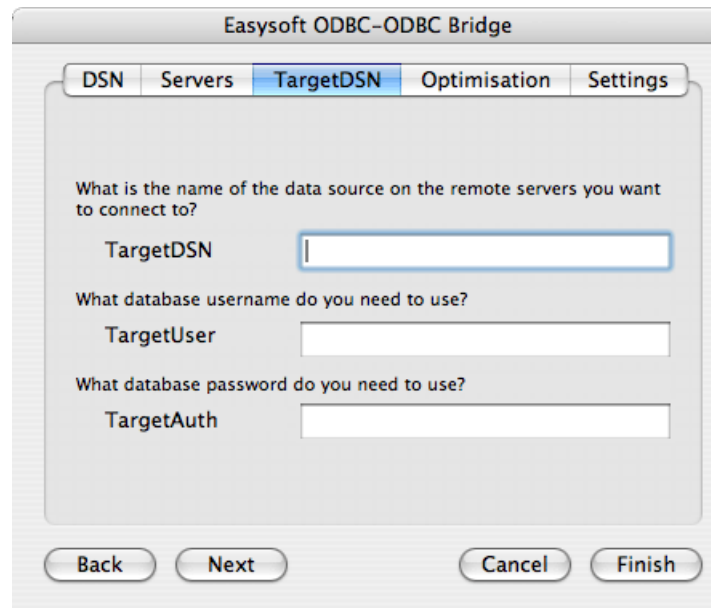 Easysoft ODBC-ODBC Bridge
DSN Servers TargetDSN Optimisation Settings
What is the name of the data source on the remote servers you want
to connect to?
TargetDSN
What database username do you need to use?
TargetUser
What database password do you need to use?
TargetAuth
Back Next Cancel Finish